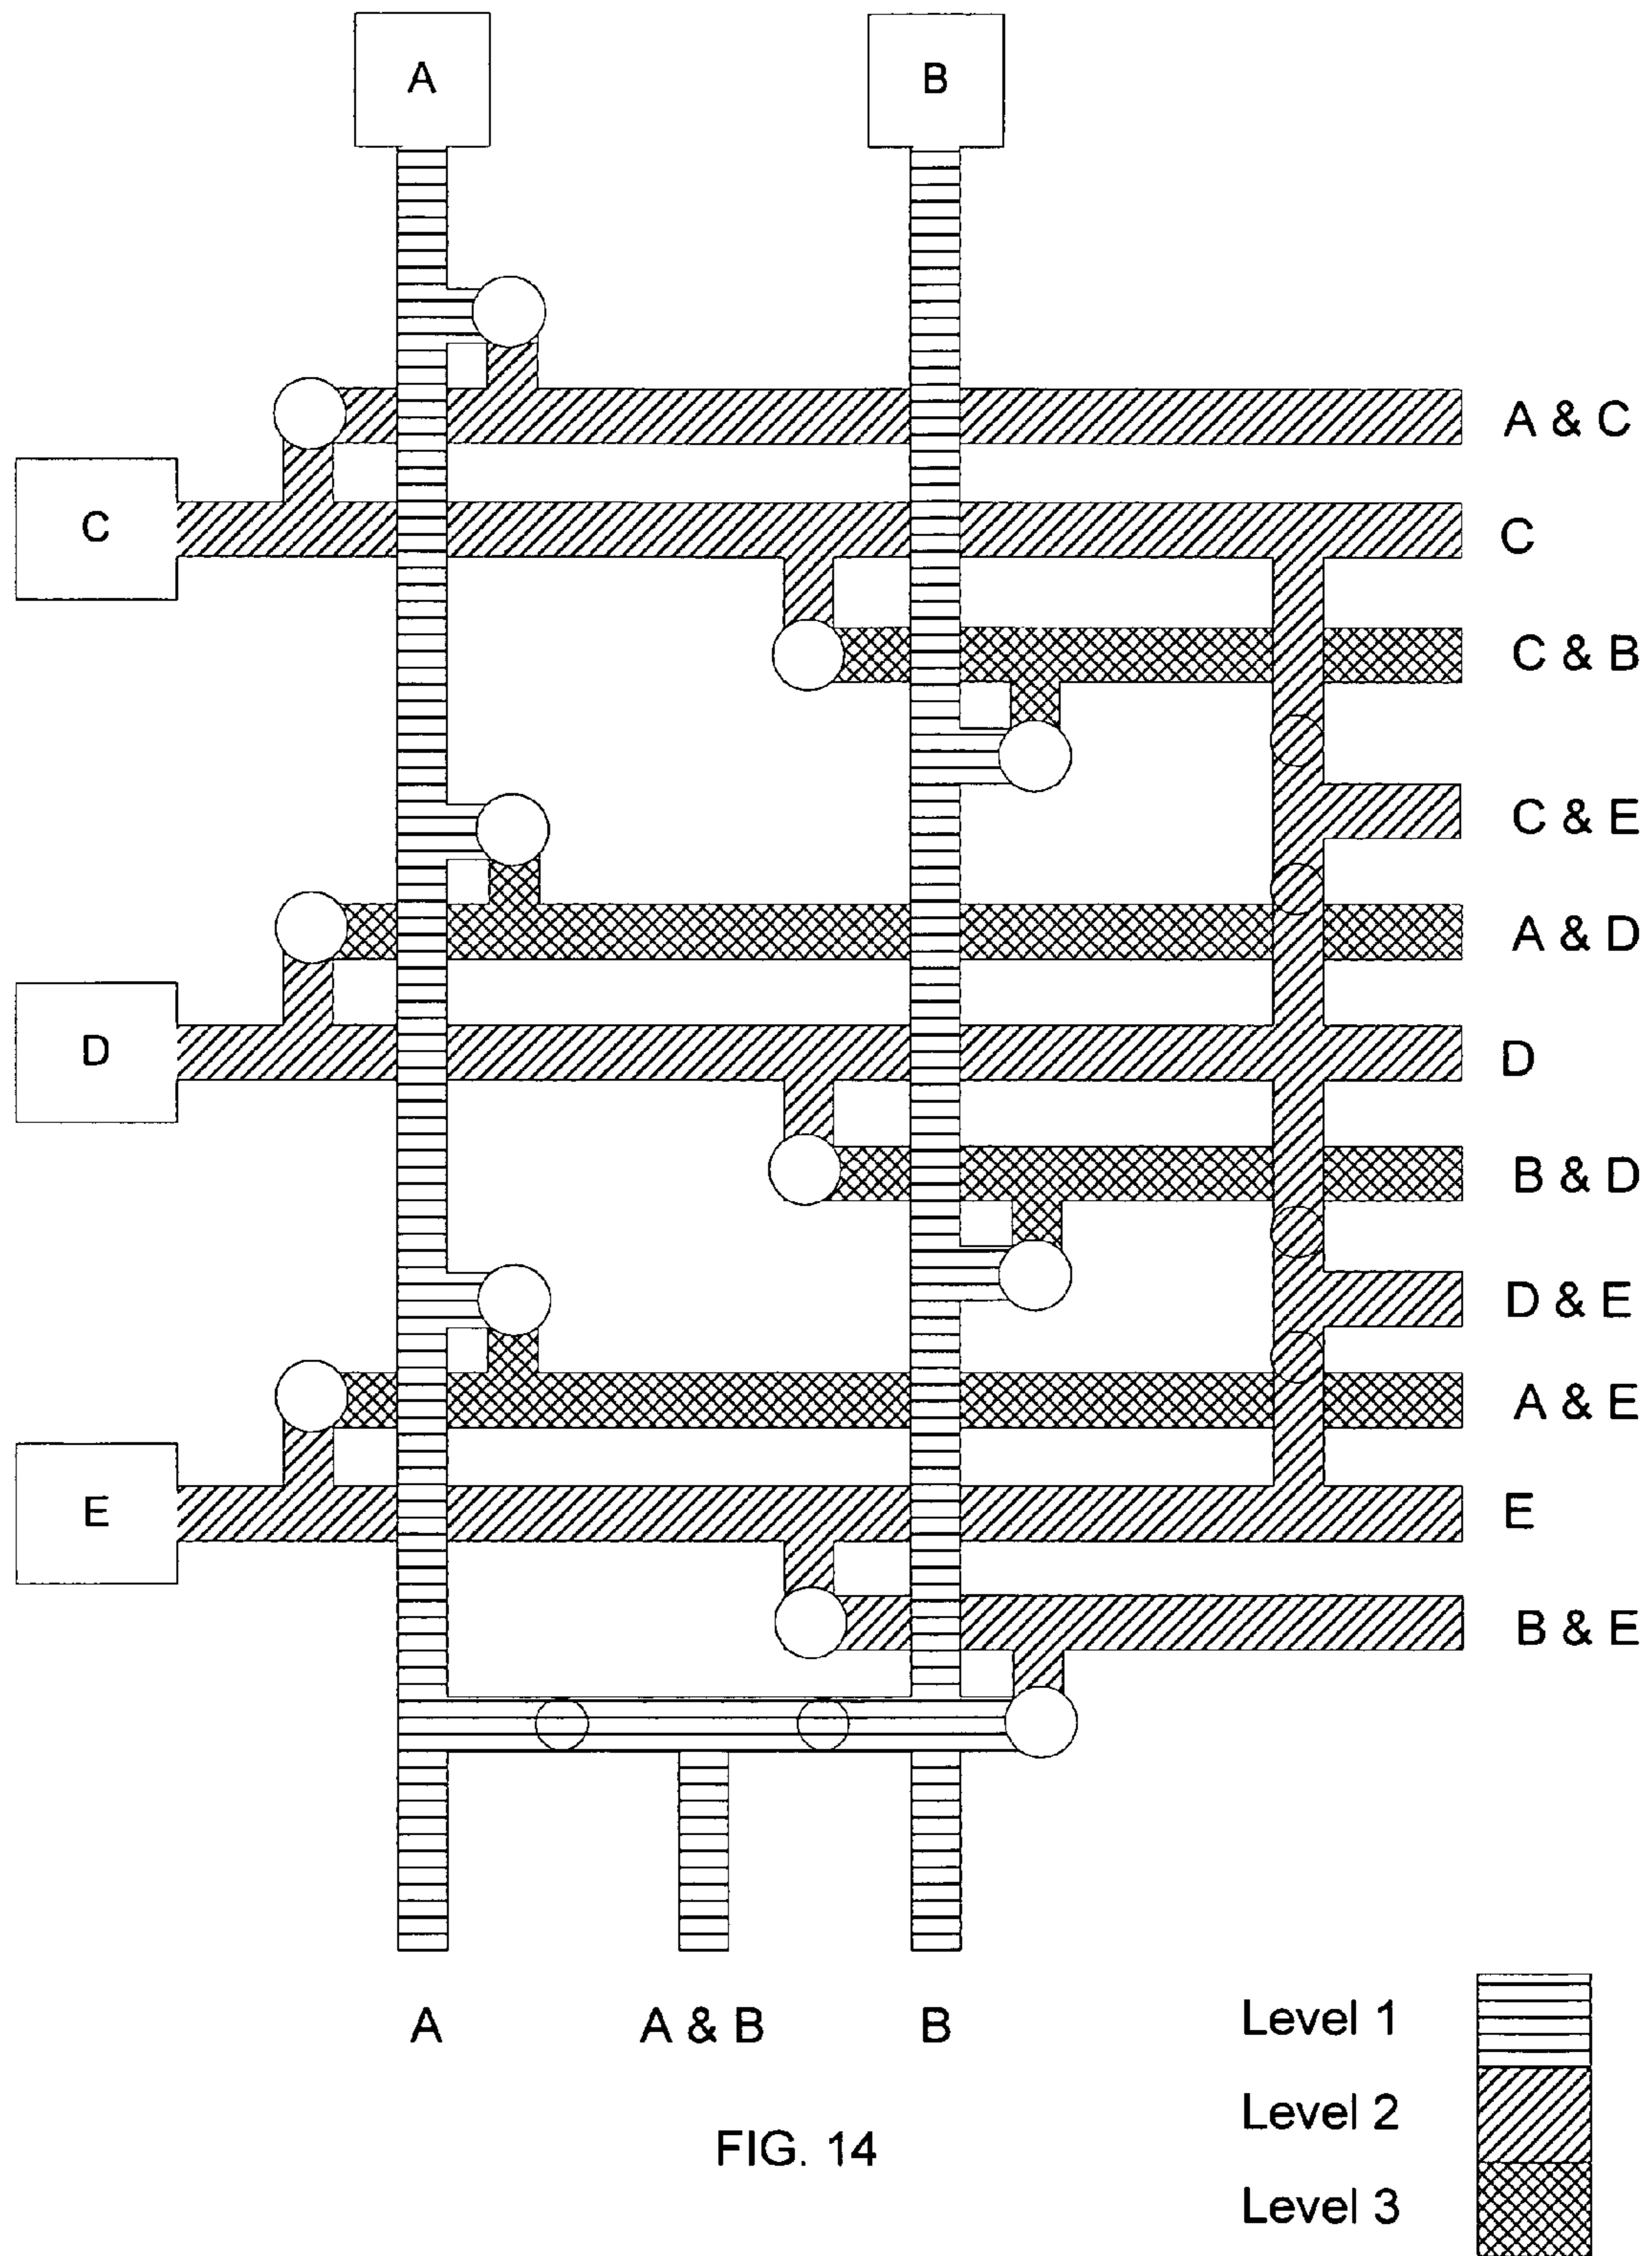 A
B
A & C
C
C
C & B
C & E
A & D
D
D
B & D
D & E
A & E
E
E
B & E
A
A & B
B
Level 1
Level 2
Level 3
FIG. 14